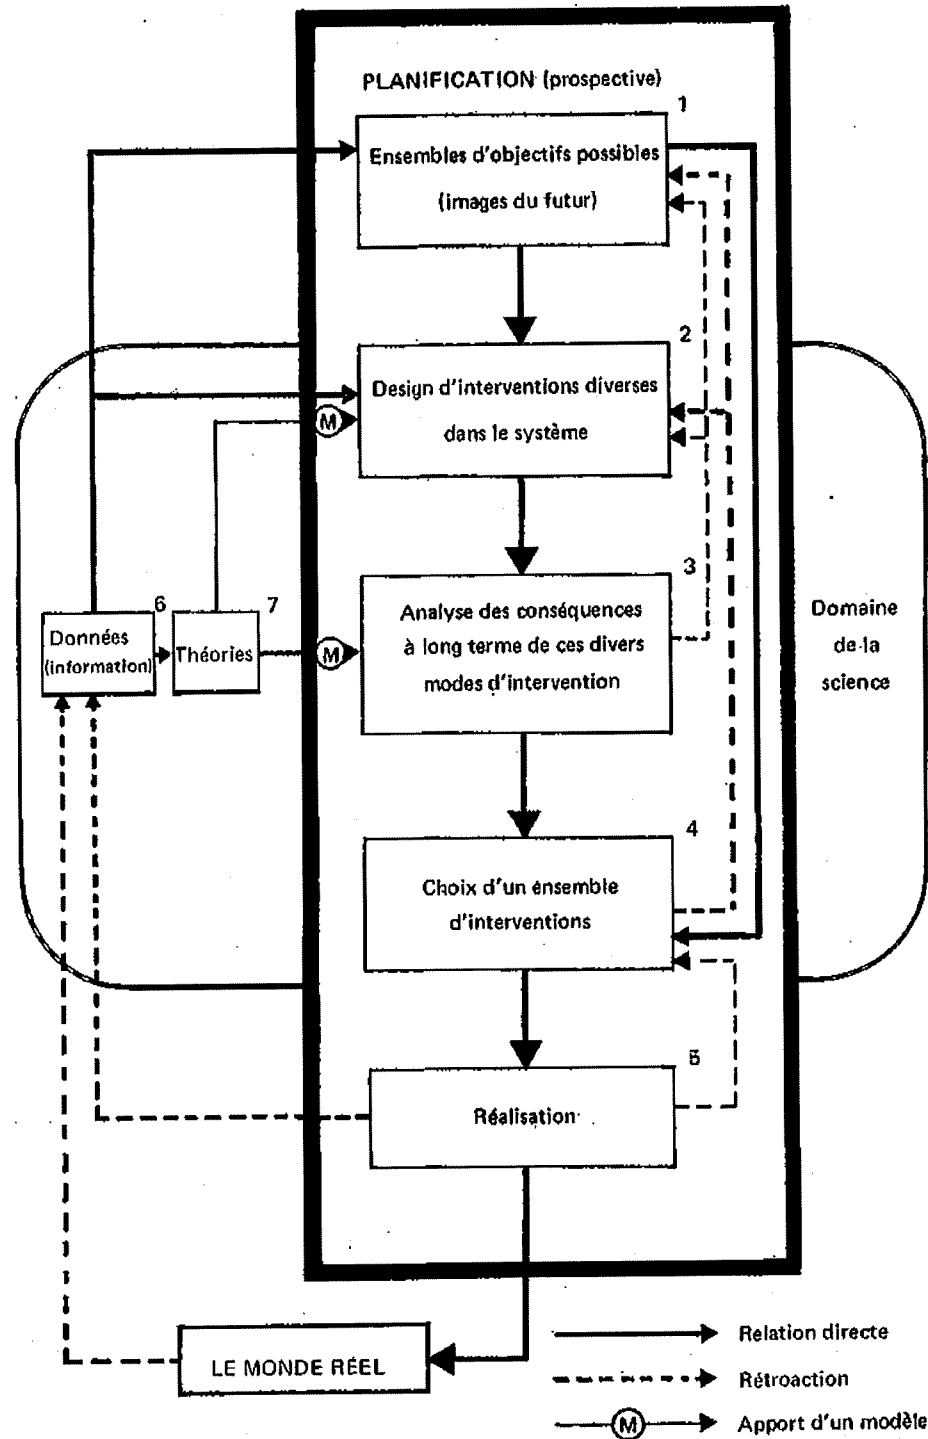 PLANIFICATION (prospective)
1
Ensembles d'objectifs possibles
(images du futur)
2
Design d'interventions diverses
dans le système
M
3
Analyse des conséquences
à long terme de ces divers
modes d'intervention
M
6
Données
(information)
7
Théories
Domaine
de la
science
4
Choix d'un ensemble
d'interventions
5
Réalisation
LE MONDE RÉEL
Relation directe
Rétroaction
M
Apport d'un modèle